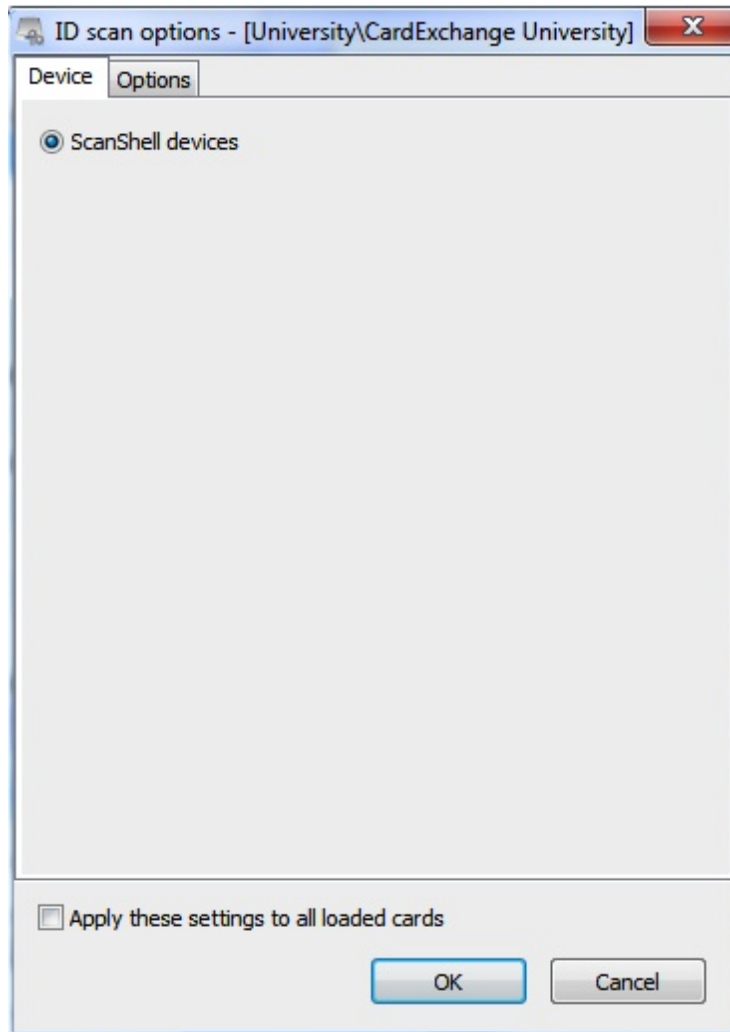 ID scan options - [University\CardExchange University]
Device
Options
ScanShell devices
Apply these settings to all loaded cards
OK
Cancel